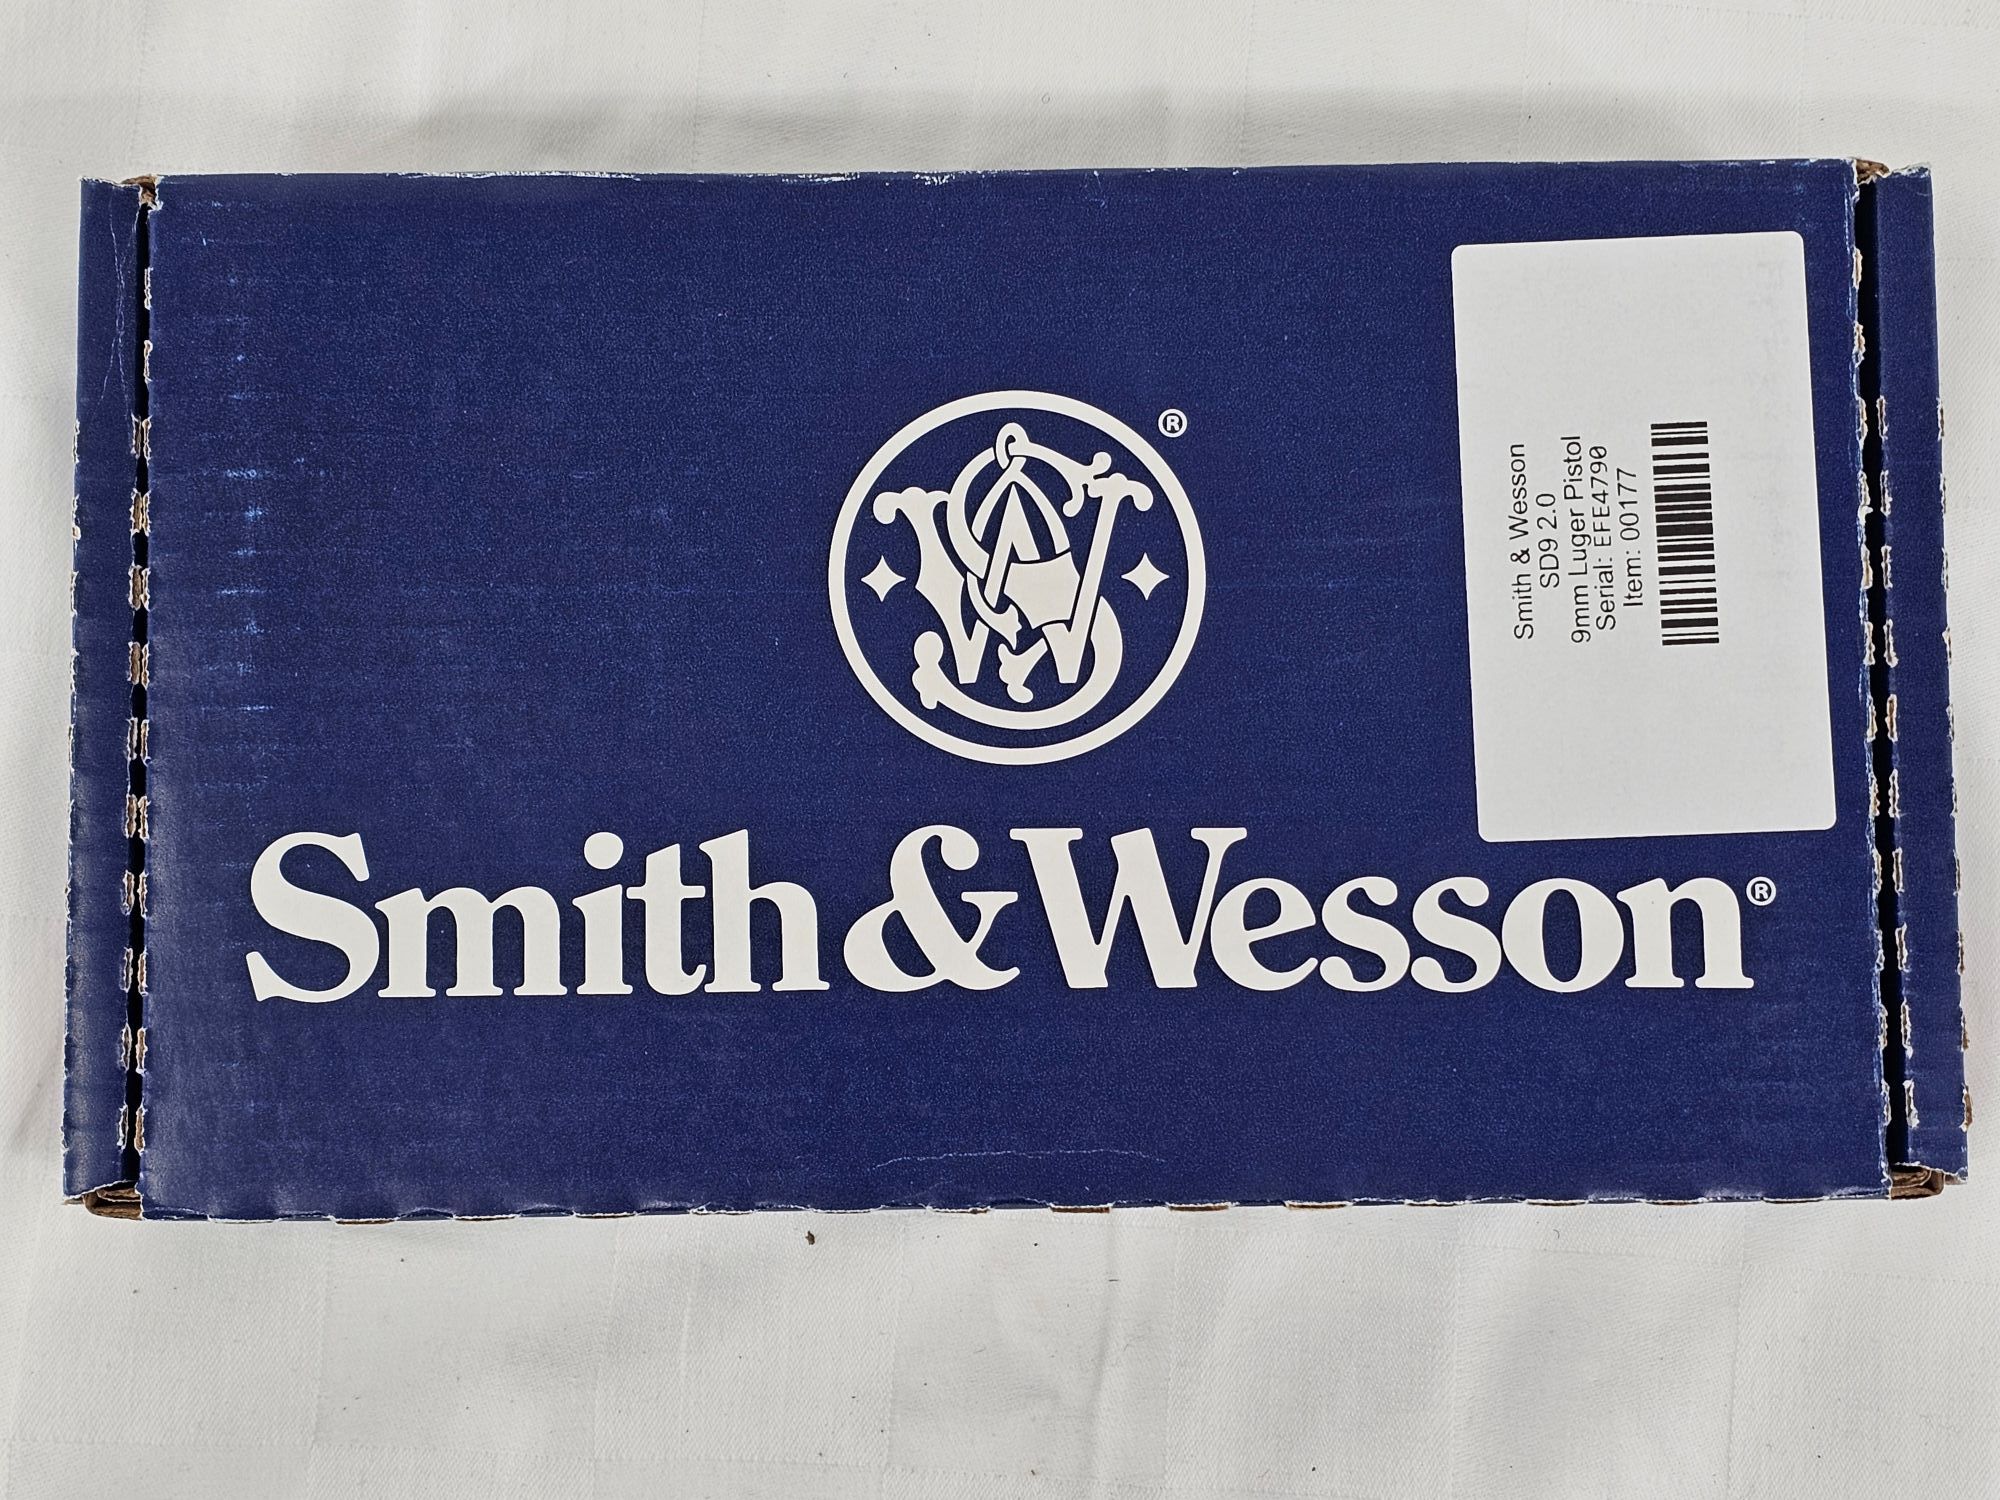 ®
Smith & Wesson®
Smith & Wesson
SD9 2.0
9mm Luger Pistol
Serial: EFE4790
Item: 00177